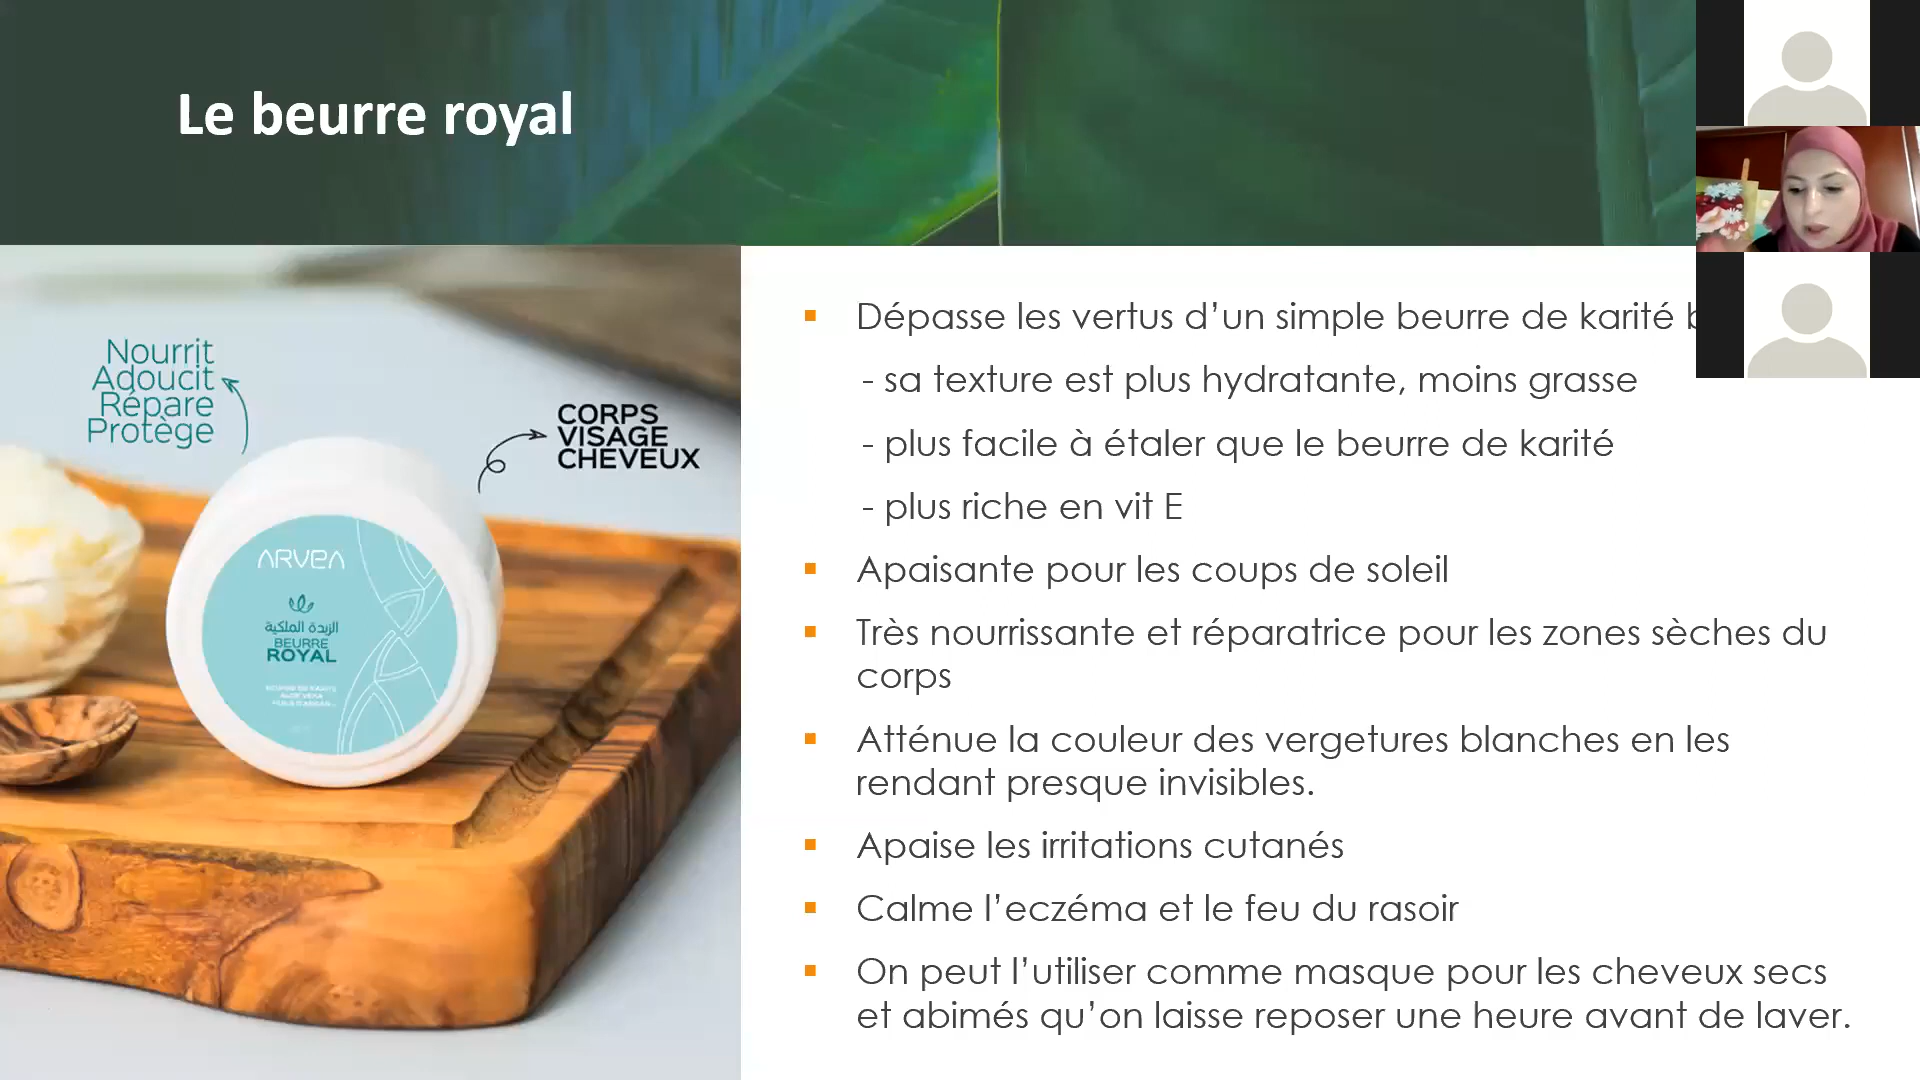 Le beurre royal
Nourrit
Adoucit
Répare
Protège
CORPS
VISAGE
CHEVEUX
ARVEA
الزبدة الملكية
BEURRE
ROYAL
BEURRE DE KARITÉ
ALOE VERA
Dépasse les vertus d’un simple beurre de karité
- sa texture est plus hydratante, moins grasse
- plus facile à étaler que le beurre de karité
- plus riche en vit E
Apaisante pour les coups de soleil
Très nourrissante et réparatrice pour les zones sèches du
corps
Atténue la couleur des vergetures blanches en les
rendant presque invisibles.
Apaise les irritations cutanés
Calme l’eczéma et le feu du rasoir
On peut l’utiliser comme masque pour les cheveux secs
et abimés qu’on laisse reposer une heure avant de laver.